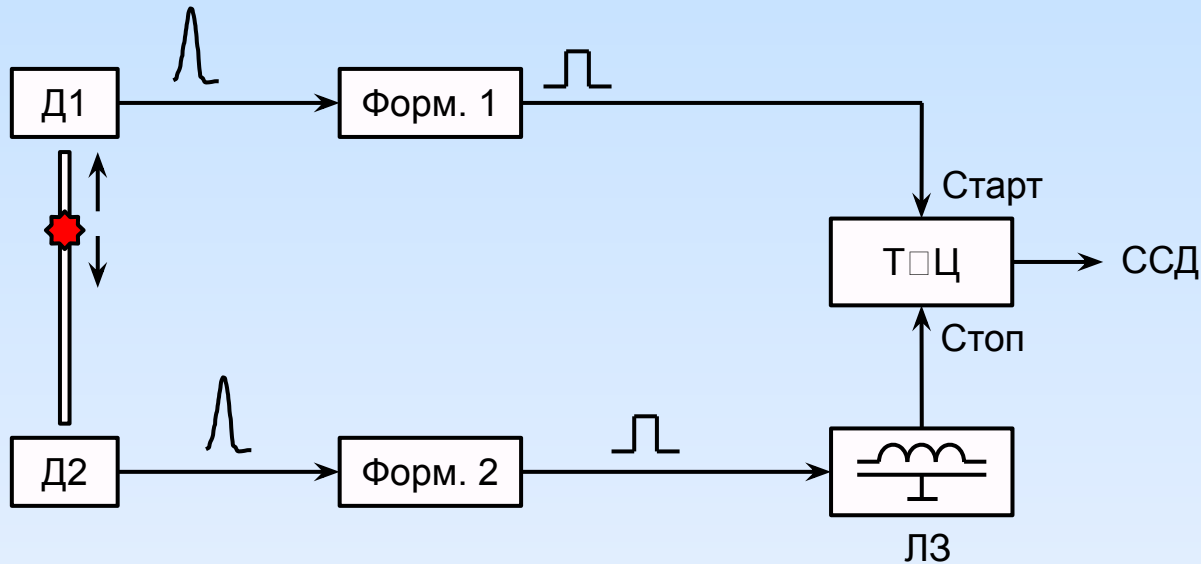 Д1
Форм. 1
Старт
Т□Ц
ССД
Стоп
Д2
Форм. 2
ЛЗ